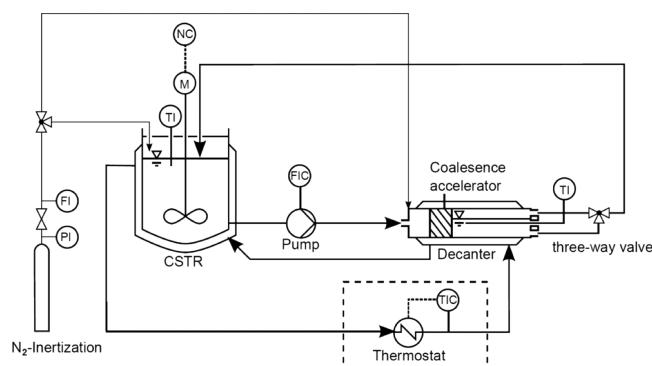 NC
M
TI
FI
PI
FIC
Coalesence
accelerator
TI
Pump
CSTR
Decanter
three-way valve
TIC
Thermostat
N2-Inertization